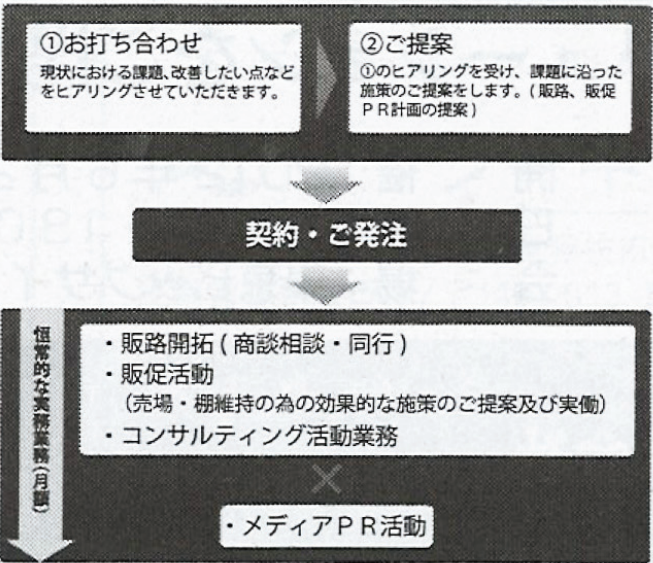 ①お打ち合わせ
現状における課題、改善したい点など
をヒアリングさせていただきます。
②ご提案
①のヒアリングを受け、課題に沿った
施策のご提案をします。(販路、販促
PR計画の提案)
契約・ご発注
恒常的な実務業務(月額)
・販路開拓(商談相談・同行)
・販促活動
(売場・棚維持の為の効果的な施策のご提案及び実働)
・コンサルティング活動業務
×
・メディアPR活動